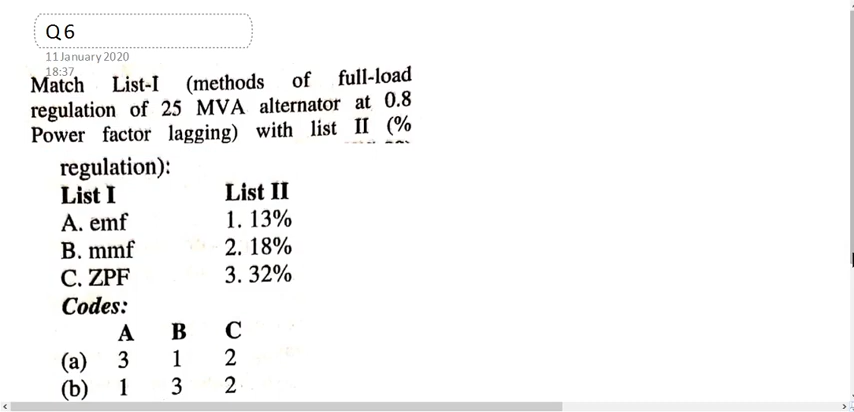 Q6
11 January 2020
18:37
Match List-I (methods of full-load
regulation of 25 MVA alternator at 0.8
Power factor lagging) with list II (%
regulation):
List I List II
A. emf 1. 13%
B. mmf 2. 18%
C. ZPF 3. 32%
Codes:
A B C
(a) 3 1 2
(b) 1 3 2